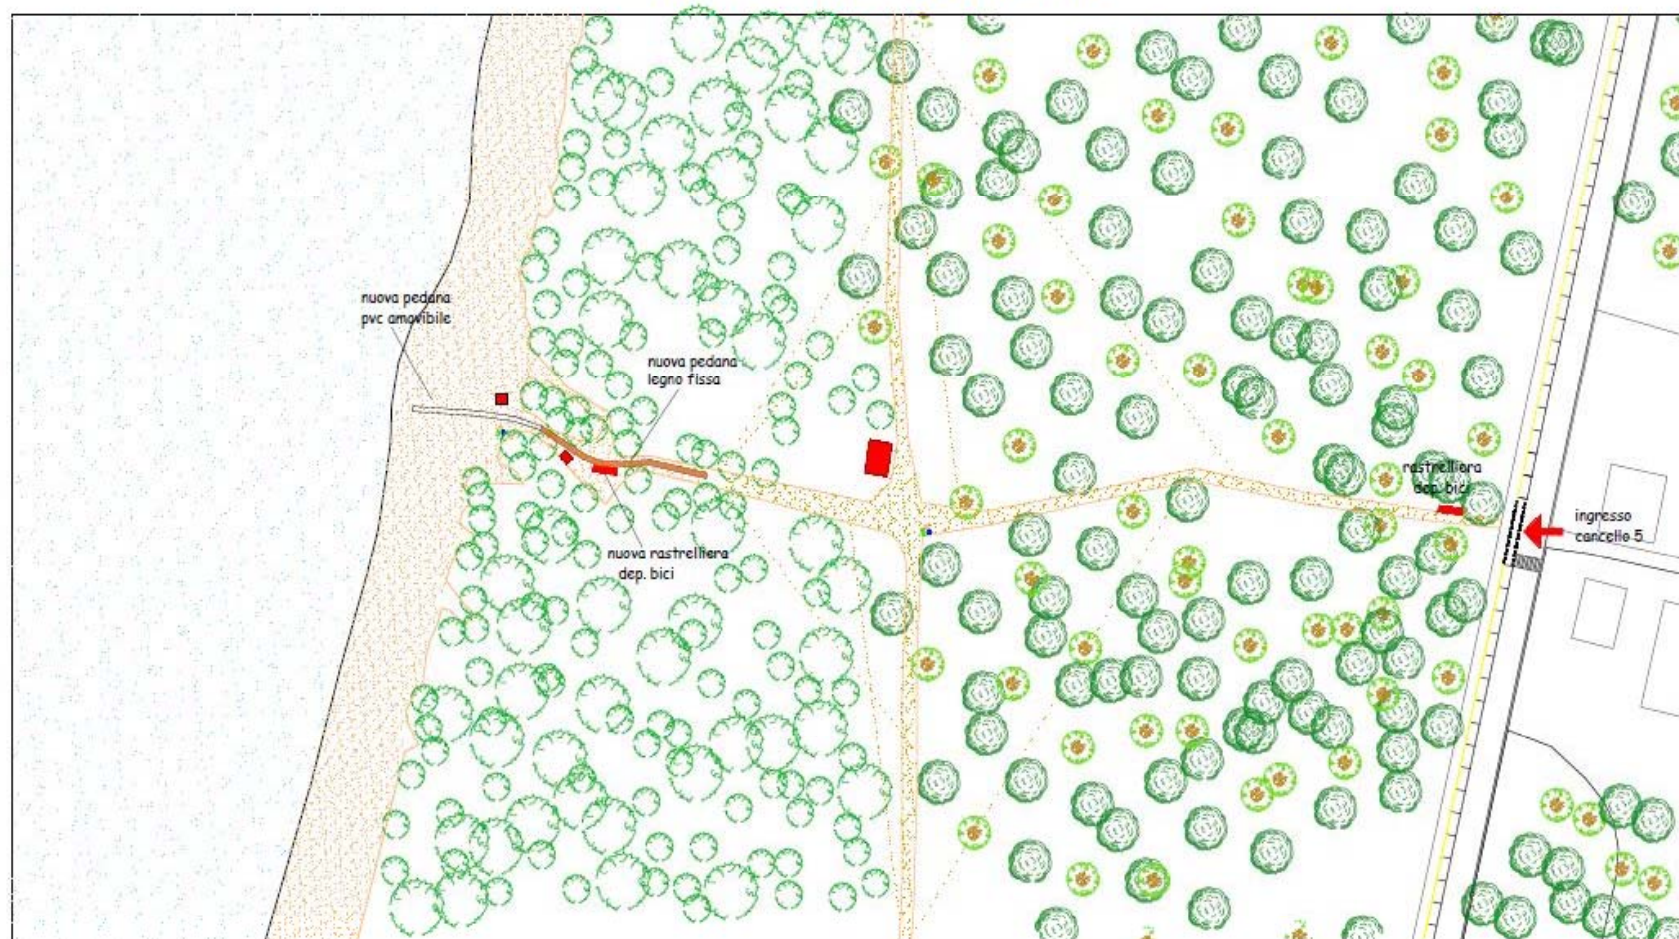 nuova pedana
pvc amovibile
nuova pedana
legno fissa
rastrelliera
dep. bici
ingresso
cancello 5
nuova rastrelliera
dep. bici